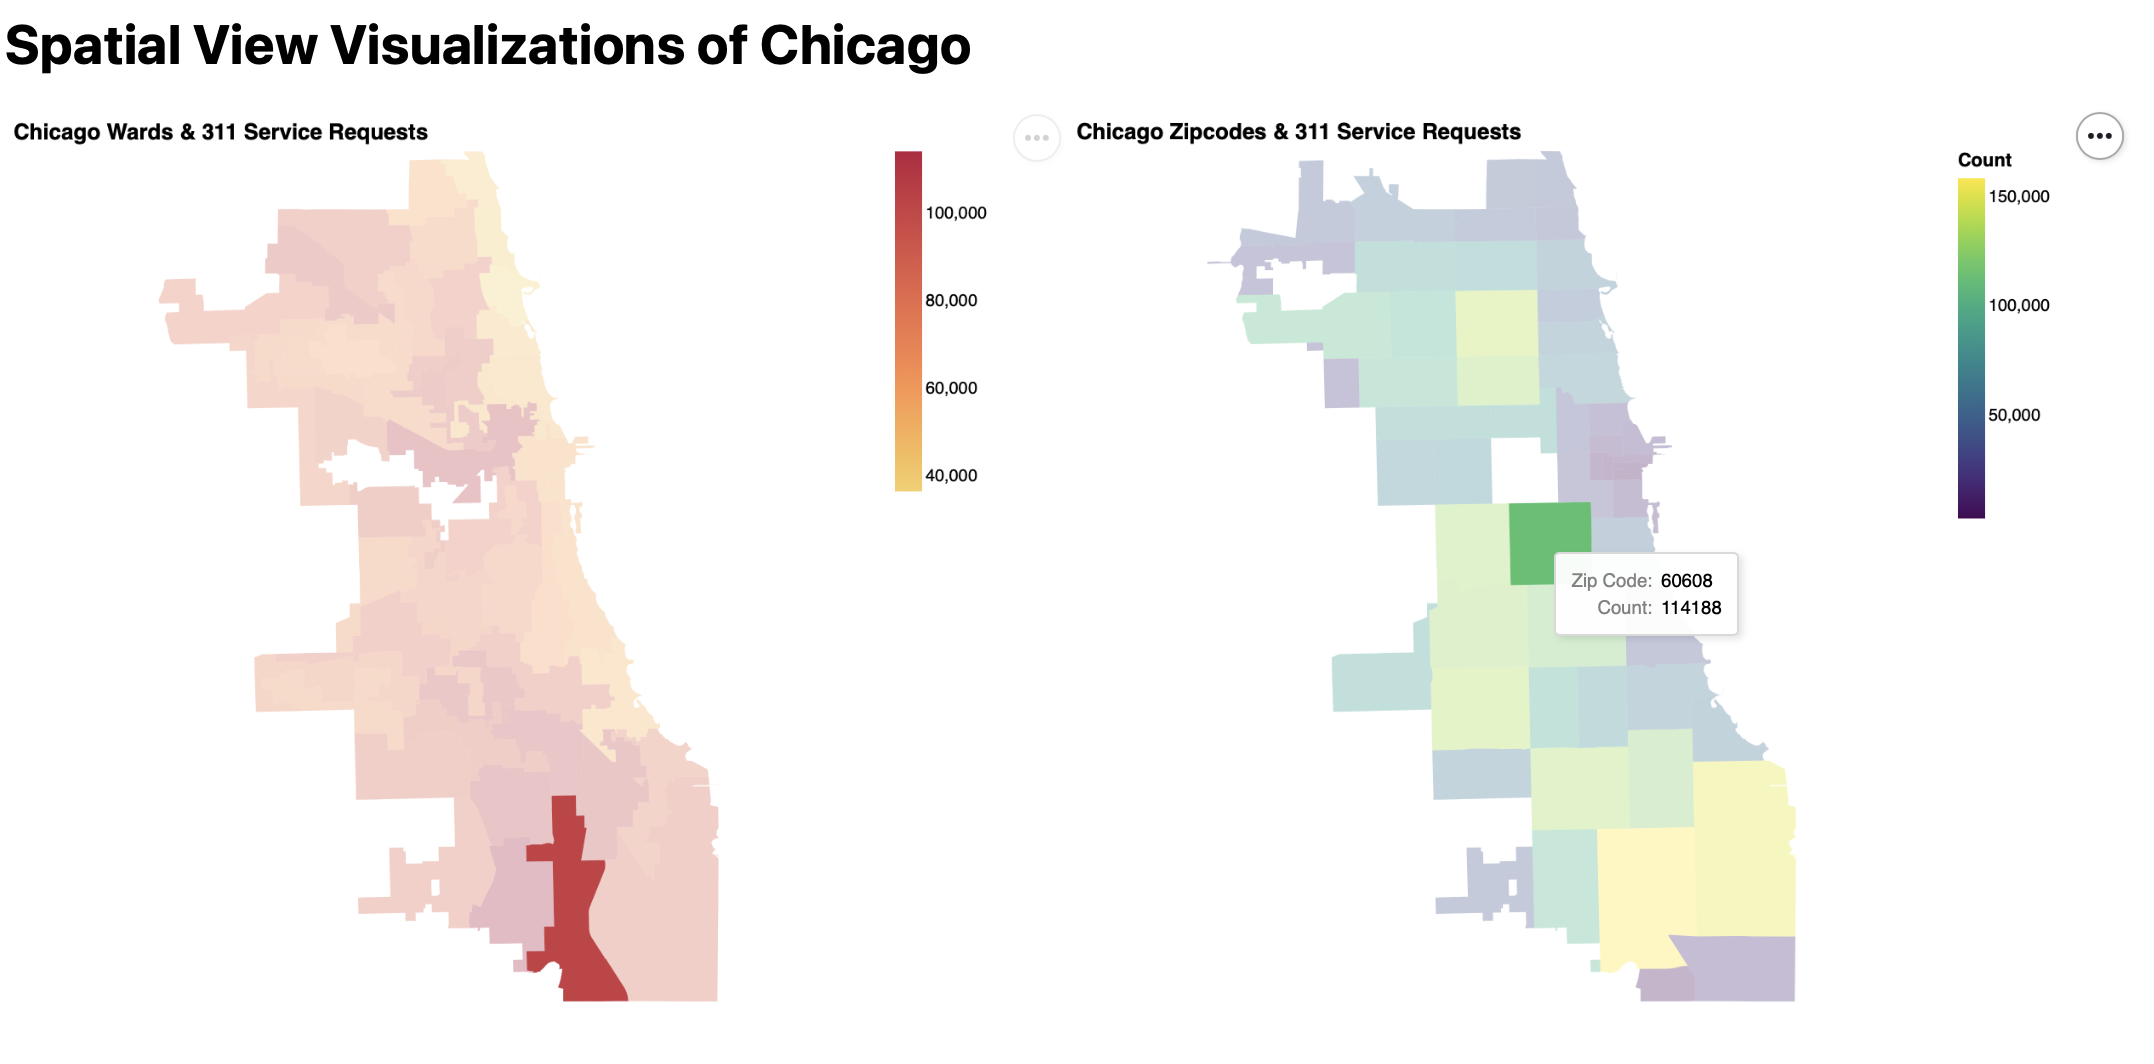 Spatial View Visualizations of Chicago
Chicago Wards & 311 Service Requests
100,000
80,000
60,000
40,000
Chicago Zipcodes & 311 Service Requests
Count
150,000
100,000
50,000
Zip Code: 60608
Count: 114188